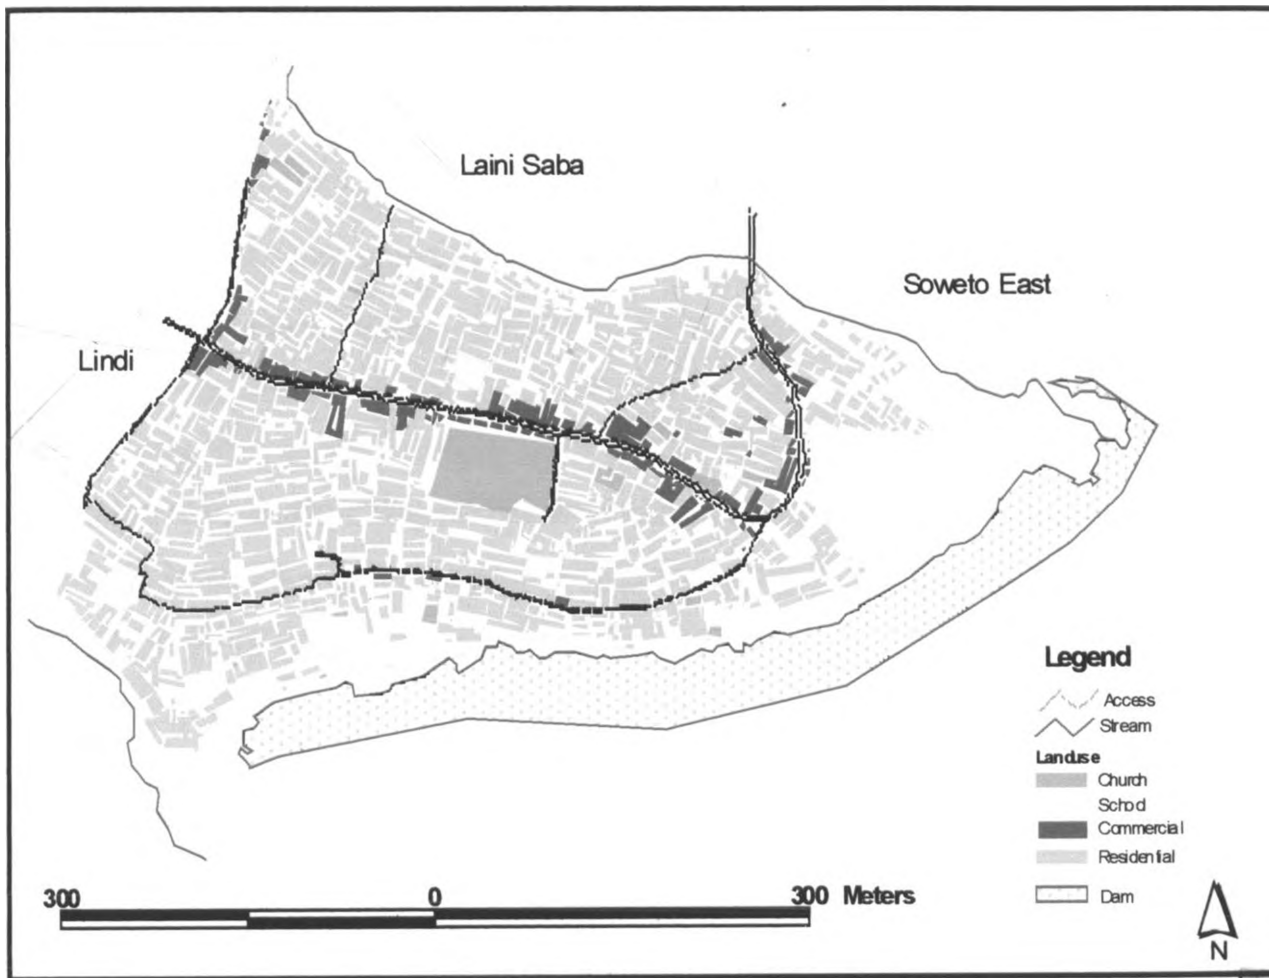 Laini Saba
Soweto East
Lindi
Legend
Access
Stream
Landuse
Church
School
Commercial
Residential
Dam
300 0 300 Meters
N